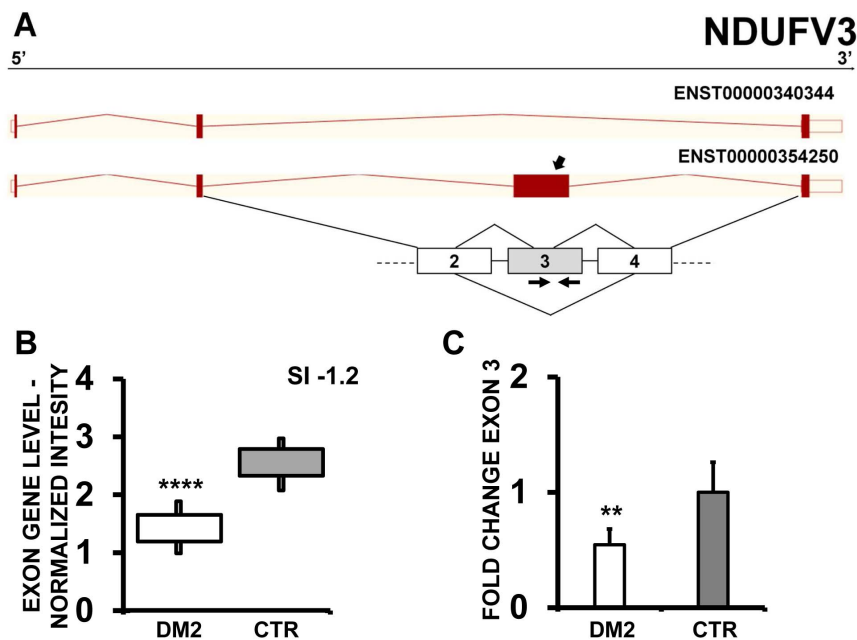 A
NDUFV3
5’
3’
ENST00000340344
ENST00000354250
2
3
4
B
EXON GENE LEVEL -
NORMALIZED INTESITY
4
3
2
1
0
SI -1.2
****
DM2
CTR
C
FOLD CHANGE EXON 3
2
1
0
**
DM2
CTR